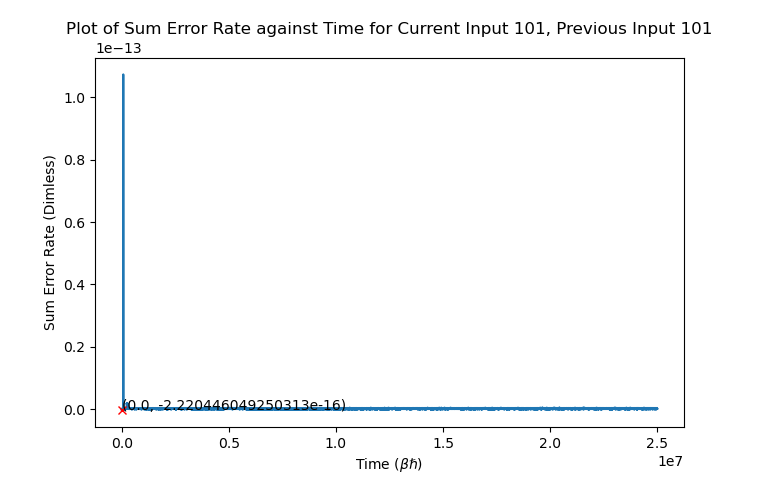 Plot of Sum Error Rate against Time for Current Input 101, Previous Input 101
1e−13
1.0
0.8
0.6
0.4
0.2
0.0
Sum Error Rate (Dimless)
(0.0, -2.220446049250313e-16)
0.0
0.5
1.0
1.5
2.0
2.5
1e7
Time (βℏ)